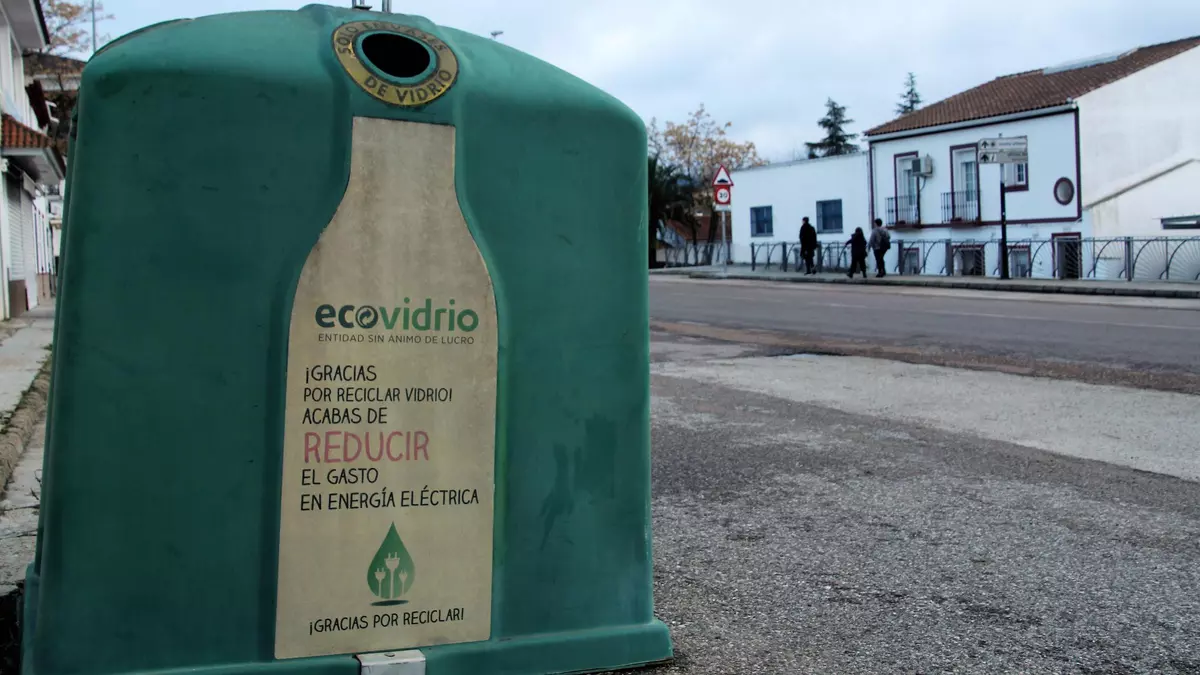 SOLO ENVASES
DE VIDRIO
ecovidrio
ENTIDAD SIN ÁNIMO DE LUCRO
¡GRACIAS
POR RECICLAR VIDRIO!
ACABAS DE
REDUCIR
EL GASTO
EN ENERGÍA ELÉCTRICA
¡GRACIAS POR RECICLAR!